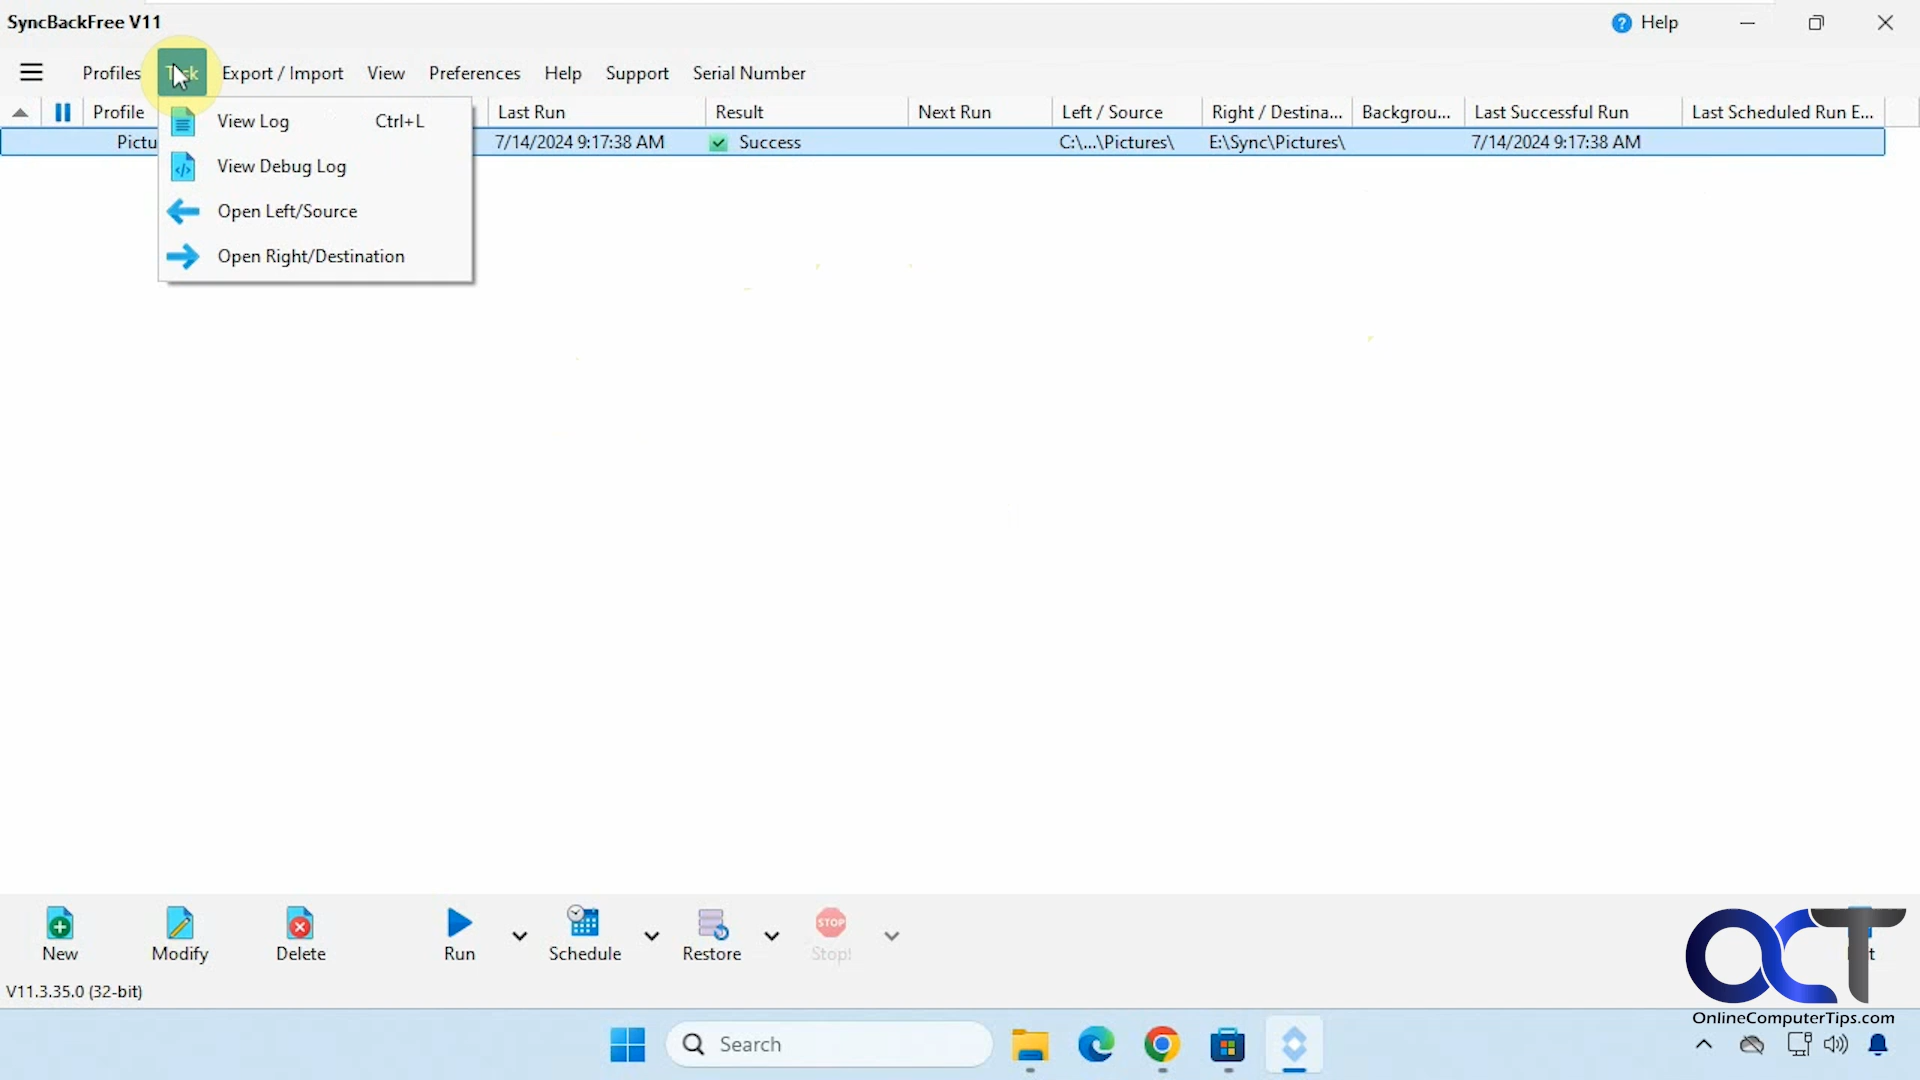 SyncBackFree V11
Help
Profiles Task Export / Import View Preferences Help Support Serial Number
Profile Last Run Result Next Run Left / Source Right / Destina... Backgrou... Last Successful Run Last Scheduled Run E...
Pictu 7/14/2024 9:17:38 AM Success C:\...\Pictures\ E:\Sync\Pictures\ 7/14/2024 9:17:38 AM
View Log Ctrl+L
View Debug Log
Open Left/Source
Open Right/Destination
STOP
New Modify Delete Run Schedule Restore Stop!
V11.3.35.0 (32-bit)
OCT
OnlineComputerTips.com
Search